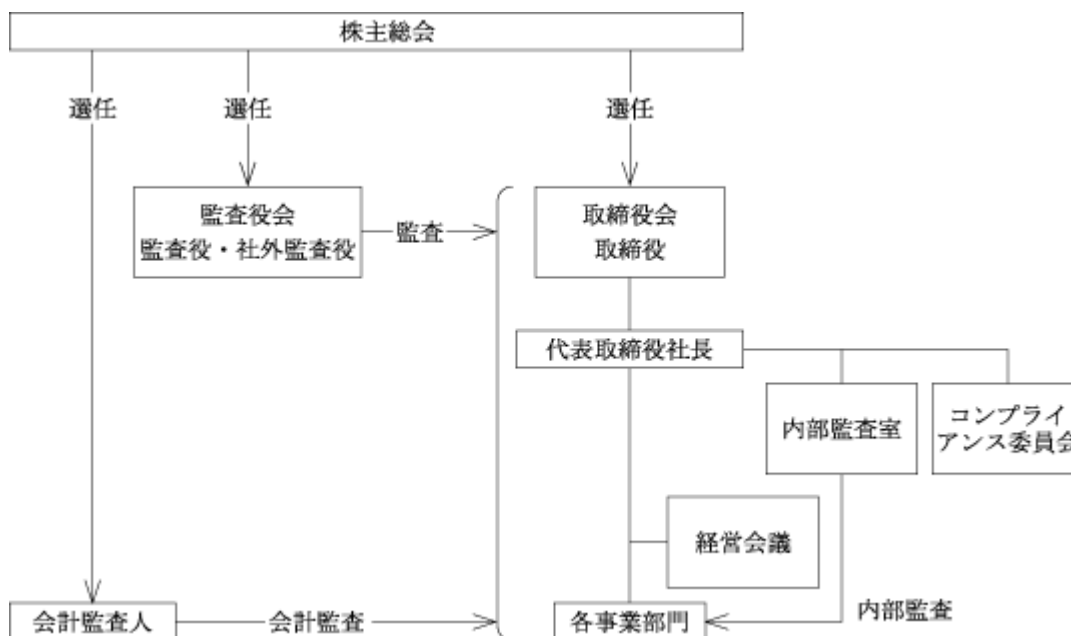 株主総会
選任
選任
選任
監査役会
監査役・社外監査役
監査
取締役会
取締役
代表取締役社長
内部監査室
コンプライ
アンス委員会
経営会議
会計監査人
会計監査
各事業部門
内部監査